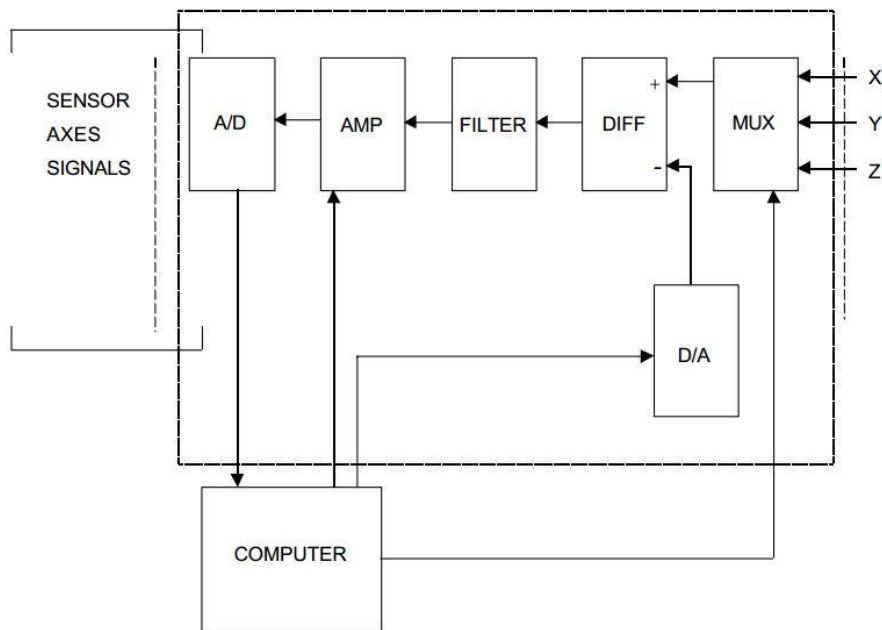 SENSOR
AXES
SIGNALS
A/D
AMP
FILTER
DIFF
+
-
MUX
X
Y
Z
D/A
COMPUTER